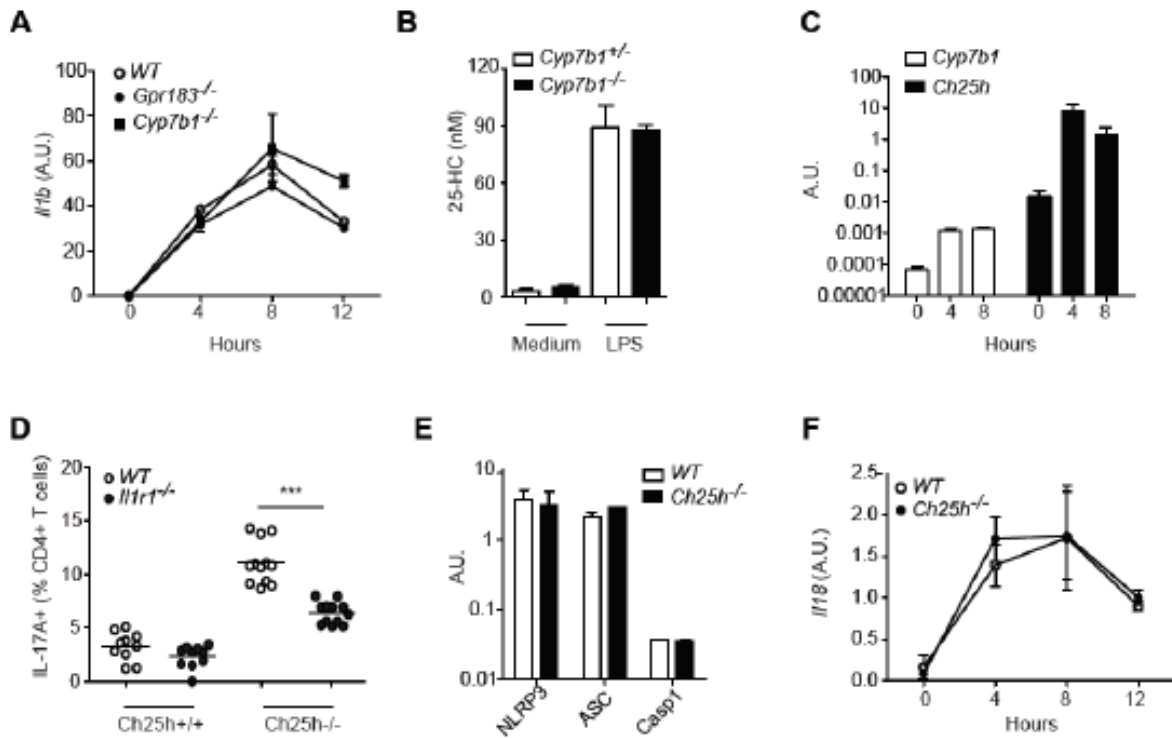 A
Il1b (A.U.)
100
80
60
40
20
0
WT
Gpr183-/-
Cyp7b1-/-
0 4 8 12
Hours
B
25-HC (nM)
120
90
60
30
0
Cyp7b1+/-
Cyp7b1-/-
Medium LPS
C
Cyp7b1
Ch25h
A.U.
100
10
1
0.1
0.01
0.001
0.0001
0.00001
0 4 8 0 4 8
Hours
D
IL-17A+ (% CD4+ T cells)
20
15
10
5
0
WT
Il1r1-/-
***
Ch25h+/+ Ch25h-/-
E
A.U.
10
1
0.1
0.01
WT
Ch25h-/-
NLRP3 ASC Casp1
F
Il18 (A.U.)
2.5
2.0
1.5
1.0
0.5
0.0
WT
Ch25h-/-
0 4 8 12
Hours